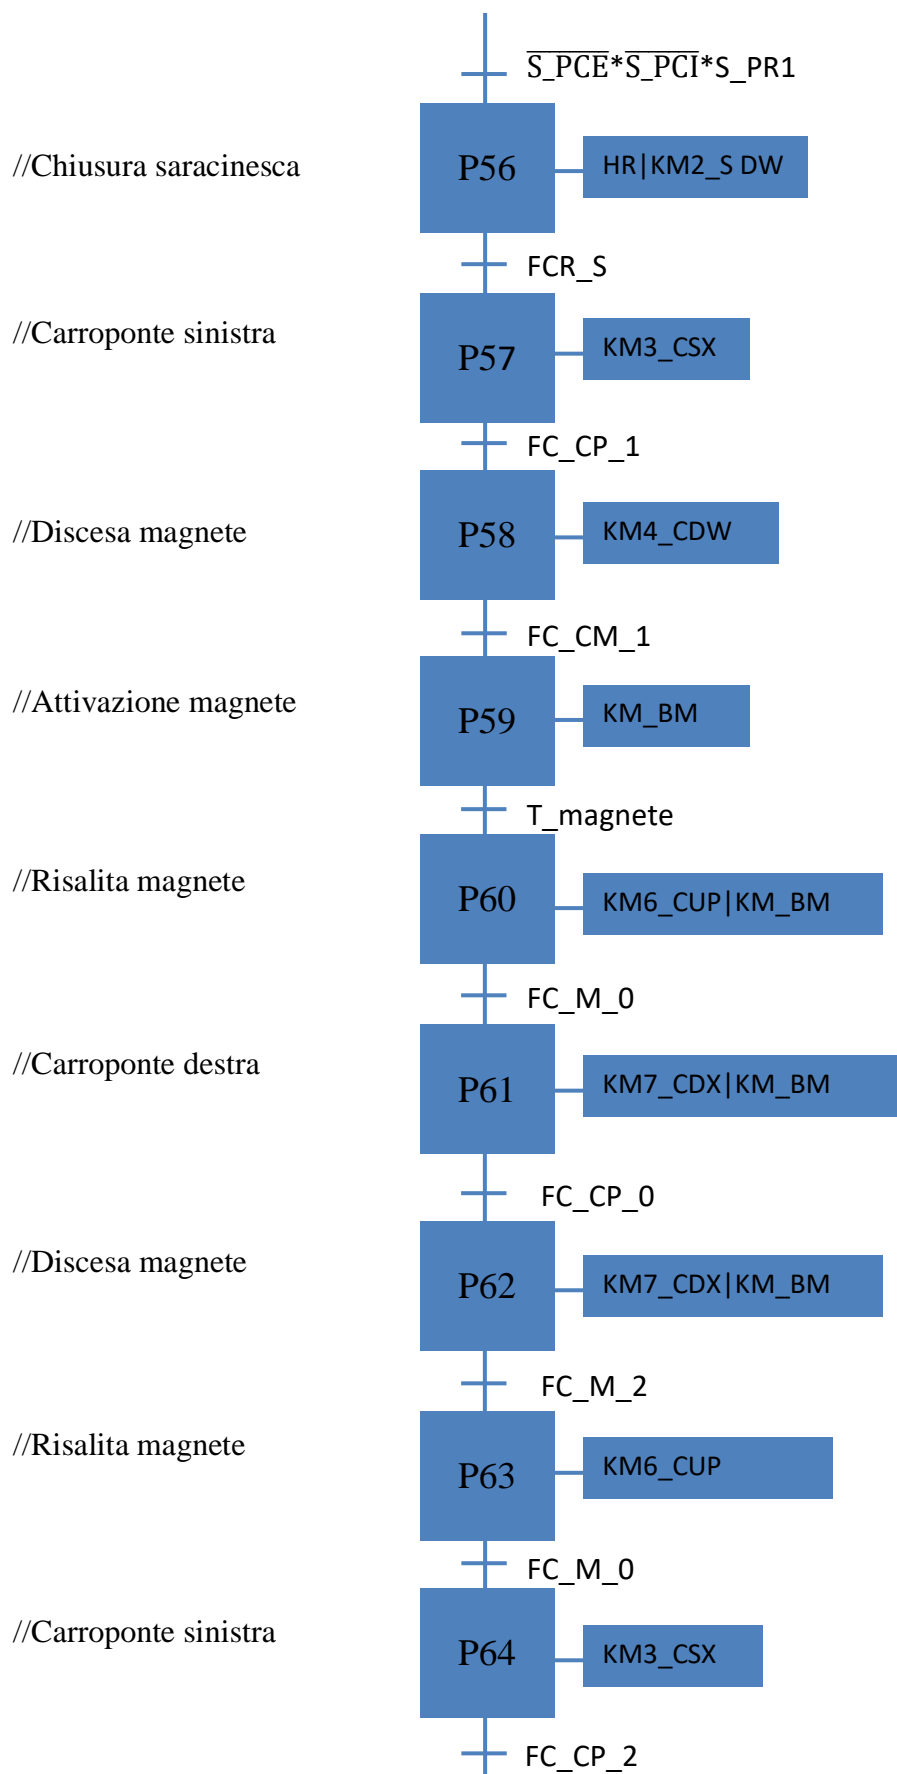 S_PCE*S_PCI*S_PR1
//Chiusura saracinesca
P56
HR|KM2_S DW
FCR_S
//Carroponte sinistra
P57
KM3_CSX
FC_CP_1
//Discesa magnete
P58
KM4_CDW
FC_CM_1
//Attivazione magnete
P59
KM_BM
T_magnete
//Risalita magnete
P60
KM6_CUP|KM_BM
FC_M_0
//Carroponte destra
P61
KM7_CDX|KM_BM
FC_CP_0
//Discesa magnete
P62
KM7_CDX|KM_BM
FC_M_2
//Risalita magnete
P63
KM6_CUP
FC_M_0
//Carroponte sinistra
P64
KM3_CSX
FC_CP_2